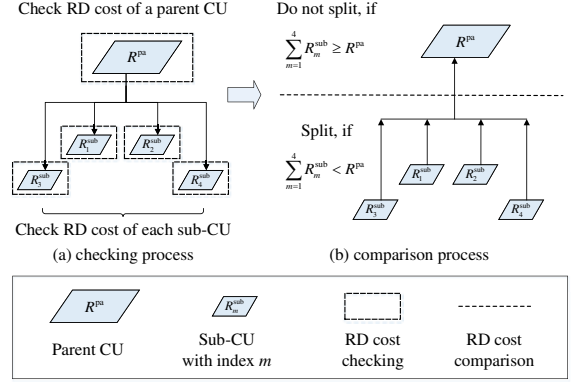 Check RD cost of a parent CU
R^pa
R_1^sub
R_2^sub
R_3^sub
R_4^sub
Check RD cost of each sub-CU
(a) checking process
Do not split, if
∑_{m=1}^{4} R_m^sub ≥ R^pa
R^pa
Split, if
∑_{m=1}^{4} R_m^sub < R^pa
R_1^sub
R_2^sub
R_3^sub
R_4^sub
(b) comparison process
R^pa
Parent CU
R_m^sub
Sub-CU
with index m
RD cost
checking
RD cost
comparison